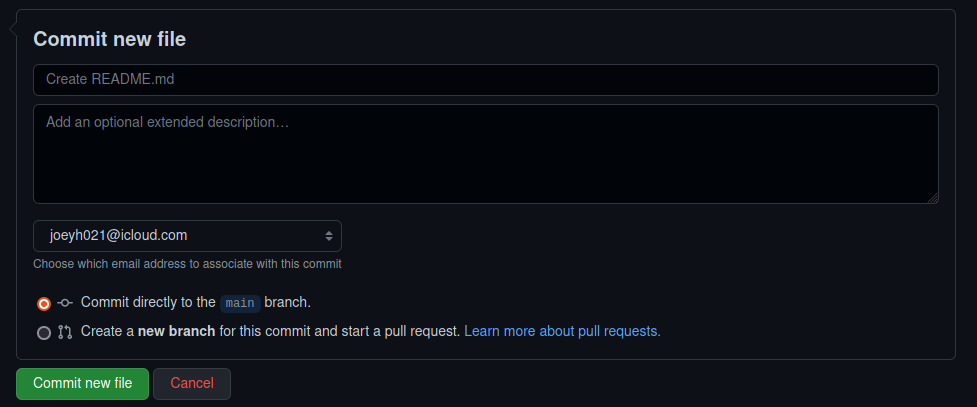 Commit new file
Create README.md
Add an optional extended description…
joeyh021@icloud.com
Choose which email address to associate with this commit
Commit directly to the main branch.
Create a new branch for this commit and start a pull request. Learn more about pull requests.
Commit new file Cancel